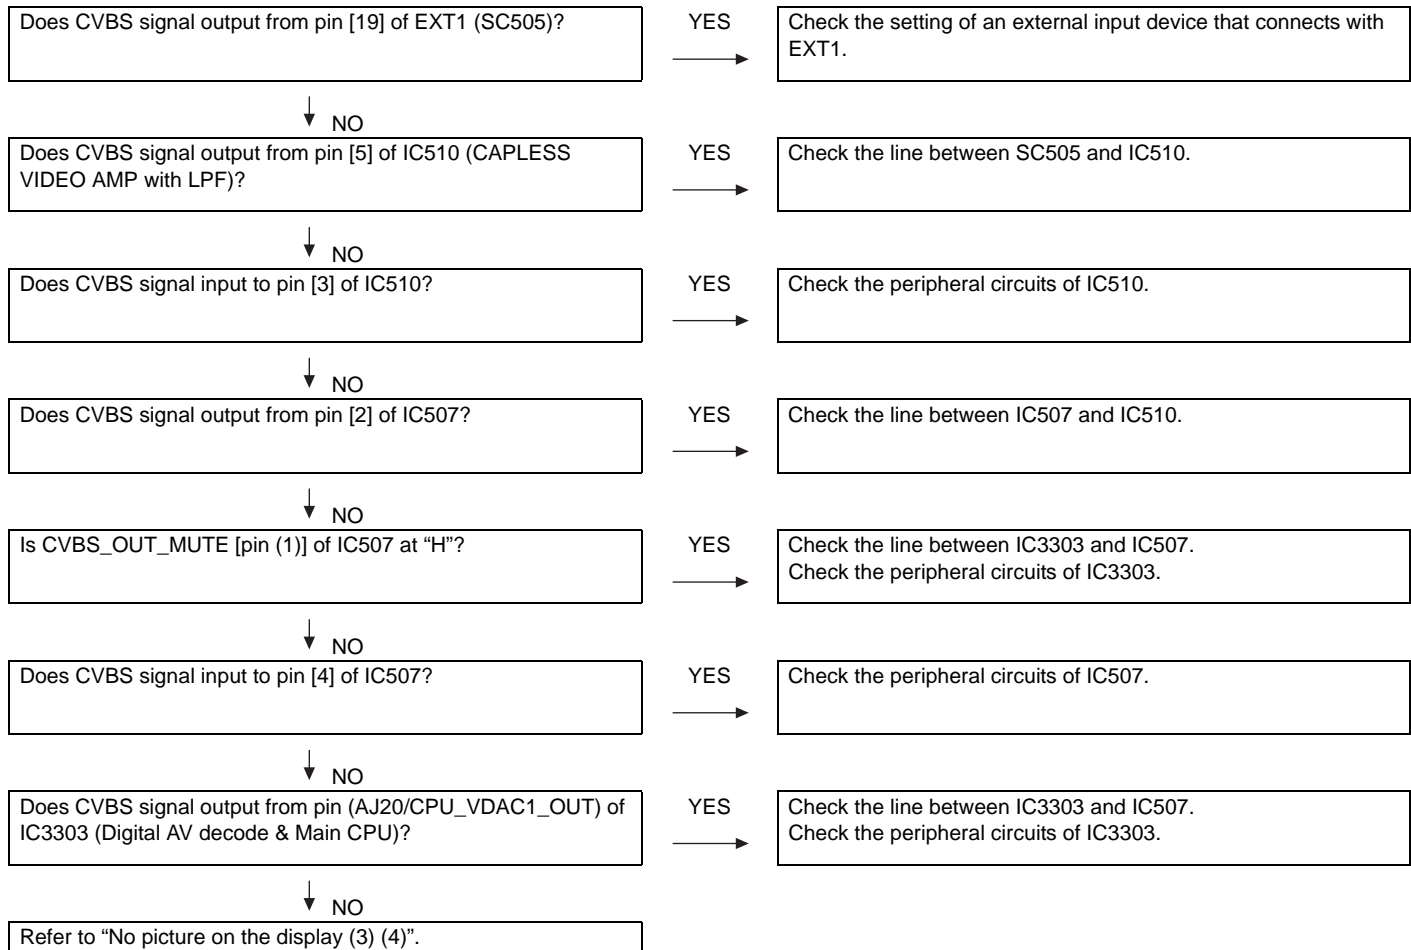 Does CVBS signal output from pin [19] of EXT1 (SC505)?
YES
Check the setting of an external input device that connects with
EXT1.
NO
Does CVBS signal output from pin [5] of IC510 (CAPLESS
VIDEO AMP with LPF)?
YES
Check the line between SC505 and IC510.
NO
Does CVBS signal input to pin [3] of IC510?
YES
Check the peripheral circuits of IC510.
NO
Does CVBS signal output from pin [2] of IC507?
YES
Check the line between IC507 and IC510.
NO
Is CVBS_OUT_MUTE [pin (1)] of IC507 at “H”?
YES
Check the line between IC3303 and IC507.
Check the peripheral circuits of IC3303.
NO
Does CVBS signal input to pin [4] of IC507?
YES
Check the peripheral circuits of IC507.
NO
Does CVBS signal output from pin (AJ20/CPU_VDAC1_OUT) of
IC3303 (Digital AV decode & Main CPU)?
YES
Check the line between IC3303 and IC507.
Check the peripheral circuits of IC3303.
NO
Refer to “No picture on the display (3) (4)”.